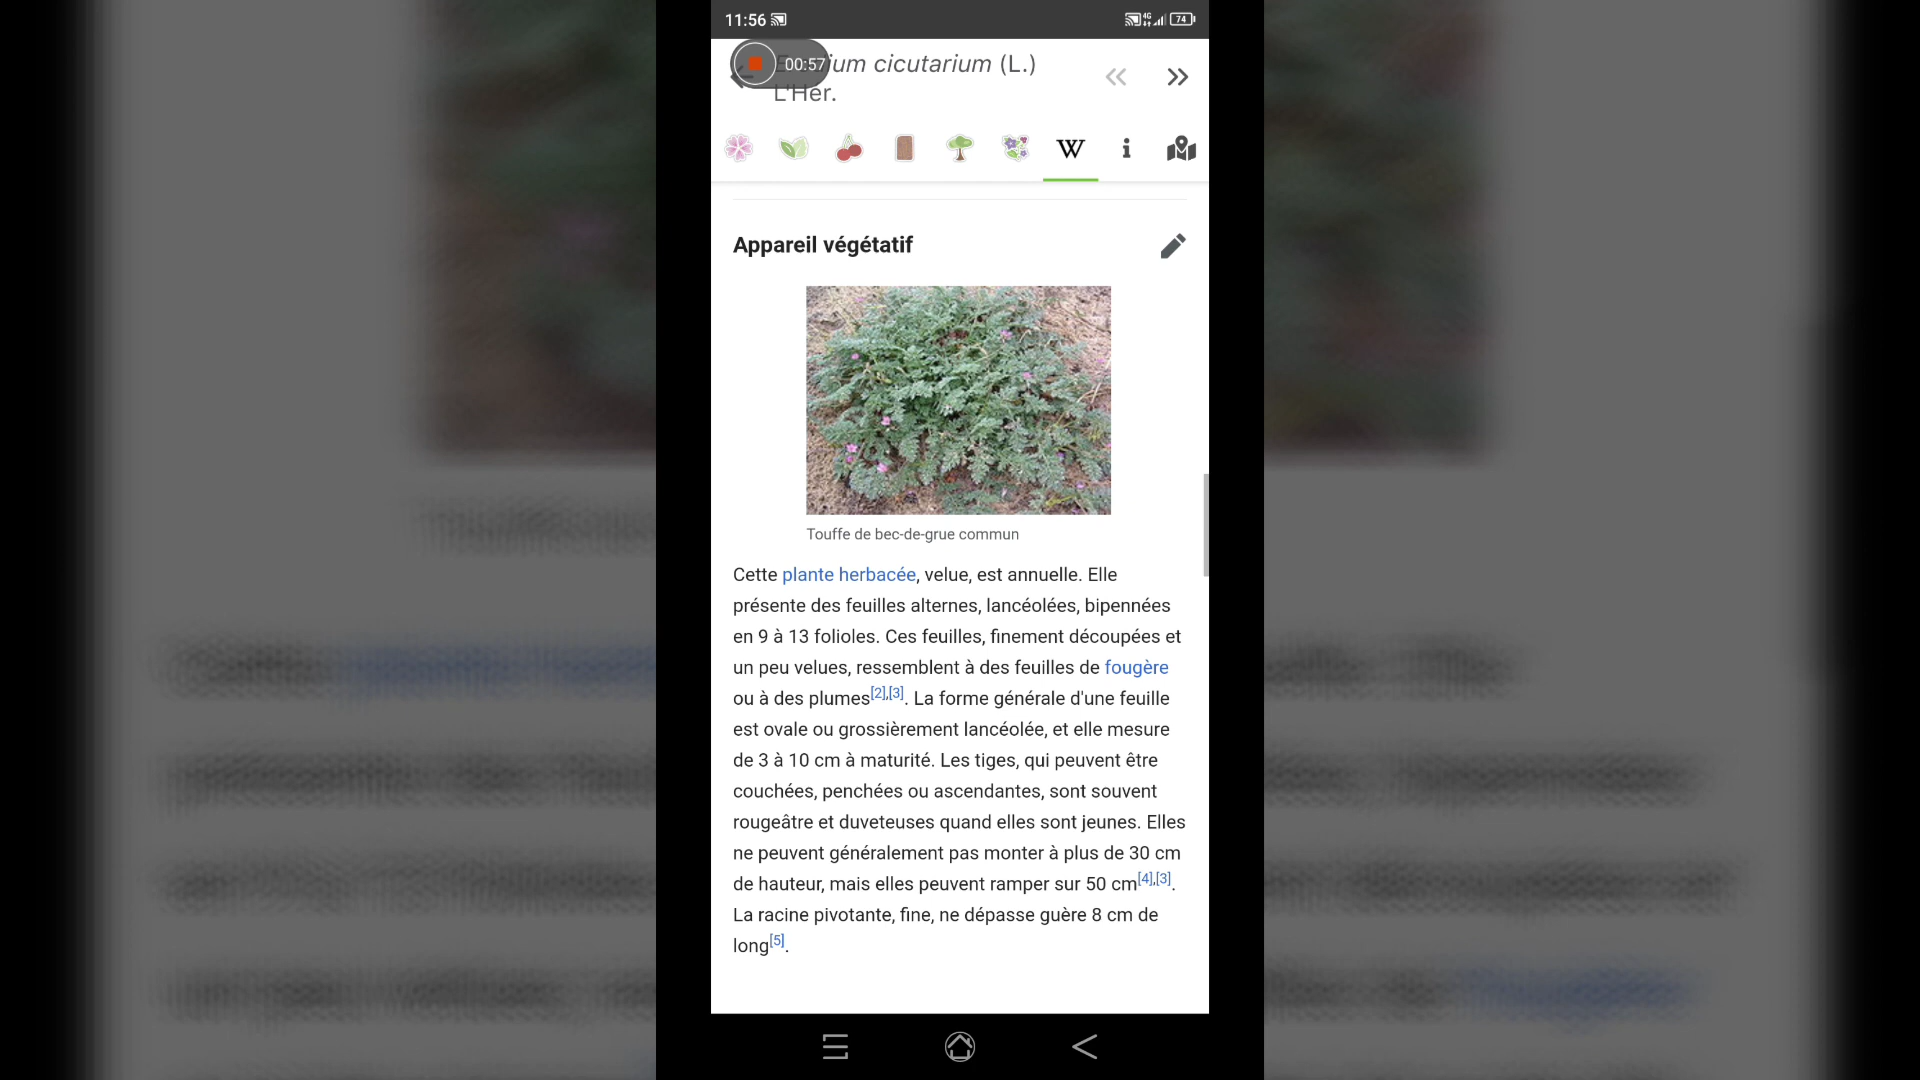 11:56
4G 74
00:57
ium cicutarium (L.)
L'Her.
W i
Appareil végétatif
Touffe de bec-de-grue commun
Cette plante herbacée, velue, est annuelle. Elle
présente des feuilles alternes, lancéolées, bipennées
en 9 à 13 folioles. Ces feuilles, finement découpées et
un peu velues, ressemblent à des feuilles de fougère
ou à des plumes[2],[3]. La forme générale d'une feuille
est ovale ou grossièrement lancéolée, et elle mesure
de 3 à 10 cm à maturité. Les tiges, qui peuvent être
couchées, penchées ou ascendantes, sont souvent
rougeâtre et duveteuses quand elles sont jeunes. Elles
ne peuvent généralement pas monter à plus de 30 cm
de hauteur, mais elles peuvent ramper sur 50 cm[4],[3].
La racine pivotante, fine, ne dépasse guère 8 cm de
long[5].